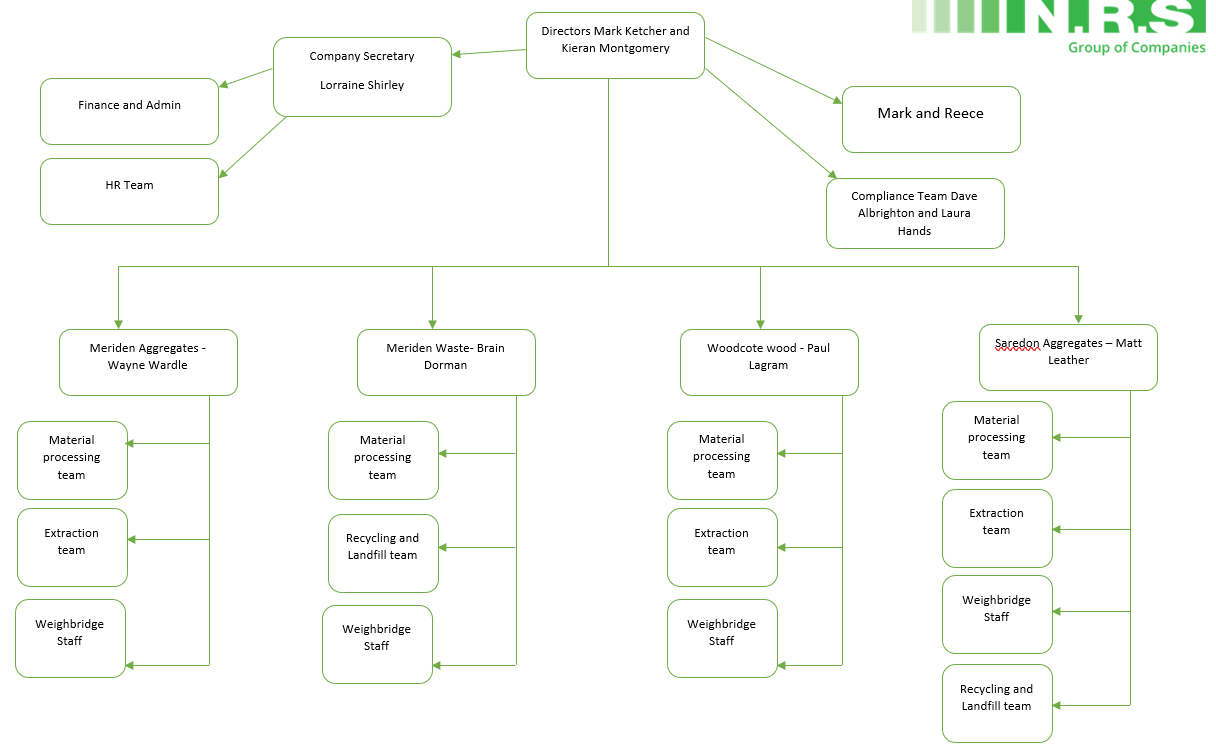 N.R.S
Group of Companies
Directors Mark Ketcher and
Kieran Montgomery
Company Secretary
Lorraine Shirley
Finance and Admin
HR Team
Mark and Reece
Compliance Team Dave
Albrighton and Laura
Hands
Meriden Aggregates -
Wayne Wardle
Meriden Waste- Brain
Dorman
Woodcote wood - Paul
Lagram
Saredon Aggregates – Matt
Leather
Material
processing
team
Extraction
team
Weighbridge
Staff
Material
processing
team
Recycling and
Landfill team
Weighbridge
Staff
Material
processing
team
Extraction
team
Weighbridge
Staff
Material
processing
team
Extraction
team
Weighbridge
Staff
Recycling and
Landfill team